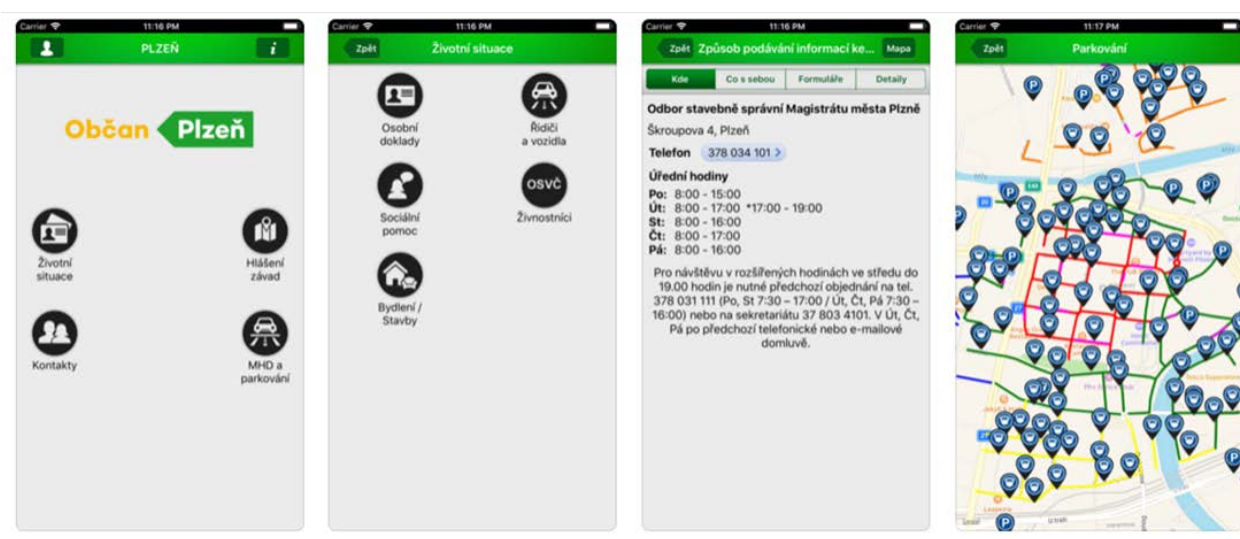 Carrier 11:16 PM
PLZEŇ
Občan Plzeň
Životní
situace
Hlášení
závad
Kontakty
MHD a
parkování
Carrier 11:16 PM
Zpět Životní situace
Osobní
doklady
Řidiči
a vozidla
Sociální
pomoc
OSVČ
Živnostníci
Bydlení /
Stavby
Carrier 11:16 PM
Zpět Způsob podávání informací ke... Mapa
Kde Co s sebou Formuláře Detaily
Odbor stavebně správní Magistrátu města Plzně
Škroupova 4, Plzeň
Telefon 378 034 101 >
Úřední hodiny
Po: 8:00 - 15:00
Út: 8:00 - 17:00 *17:00 - 19:00
St: 8:00 - 16:00
Čt: 8:00 - 17:00
Pá: 8:00 - 16:00
Pro návštěvu v rozšířených hodinách ve středu do
19.00 hodin je nutné předchozí objednání na tel.
378 031 111 (Po, St 7:30 – 17:00 / Út, Čt, Pá 7:30 –
16:00) nebo na sekretariátu 37 803 4101. V Út, Čt,
Pá po předchozí telefonické nebo e-mailové
domluvě.
Carrier 11:17 PM
Zpět Parkování
U trati